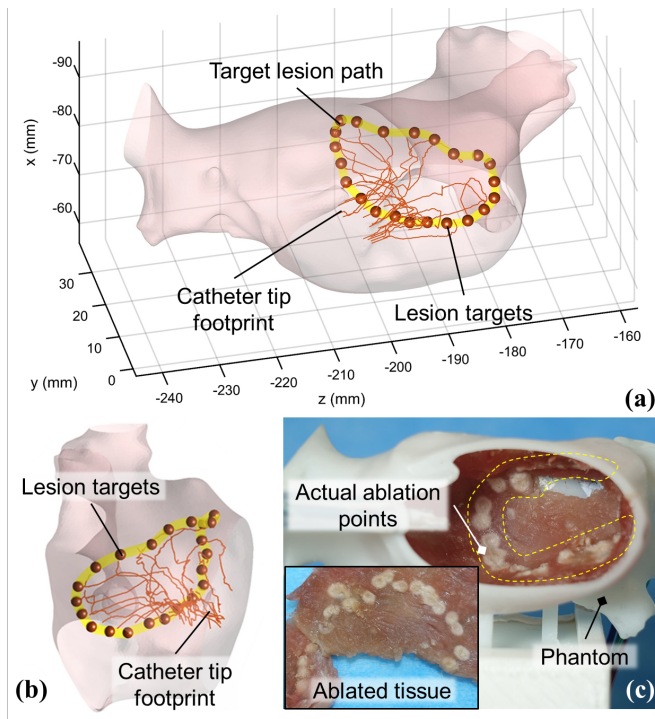 -90
-80
-70
-60
x (mm)
Target lesion path
Catheter tip
footprint
Lesion targets
30
20
10
0
y (mm)
-240
-230
-220
-210
-200
-190
-180
-170
-160
z (mm)
(a)
Lesion targets
Catheter tip
footprint
(b)
Actual ablation
points
Ablated tissue
Phantom
(c)